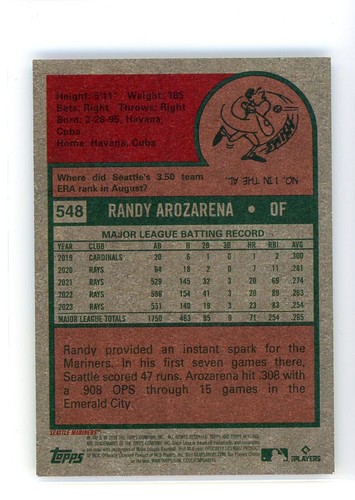 Height: 5'11" Weight: 185
Bats: Right Throws: Right
Born: 2-28-95, Havana,
Cuba
Home: Havana, Cuba
Where did Seattle's 3.50 team
ERA rank in August?
NO. 1 IN THE AL.
548 RANDY AROZARENA • OF
MAJOR LEAGUE BATTING RECORD
YEAR CLUB AB R 2B 3B HR RBI AVG.
2019 CARDINALS 20 6 1 0 1 2 .300
2020 RAYS 64 18 2 0 7 11 .281
2021 RAYS 529 145 32 3 20 69 .274
2022 RAYS 586 154 41 3 20 89 .263
2023 RAYS 551 140 19 3 23 83 .254
MAJOR LEAGUE TOTALS 1750 463 95 9 71 254 .265
Randy provided an instant spark for the
Mariners. In his first seven games there,
Seattle scored 47 runs. Arozarena hit .308 with
a .908 OPS through 15 games in the
Emerald City.
SEATTLE MARINERS™
topps
MLB PLAYERS